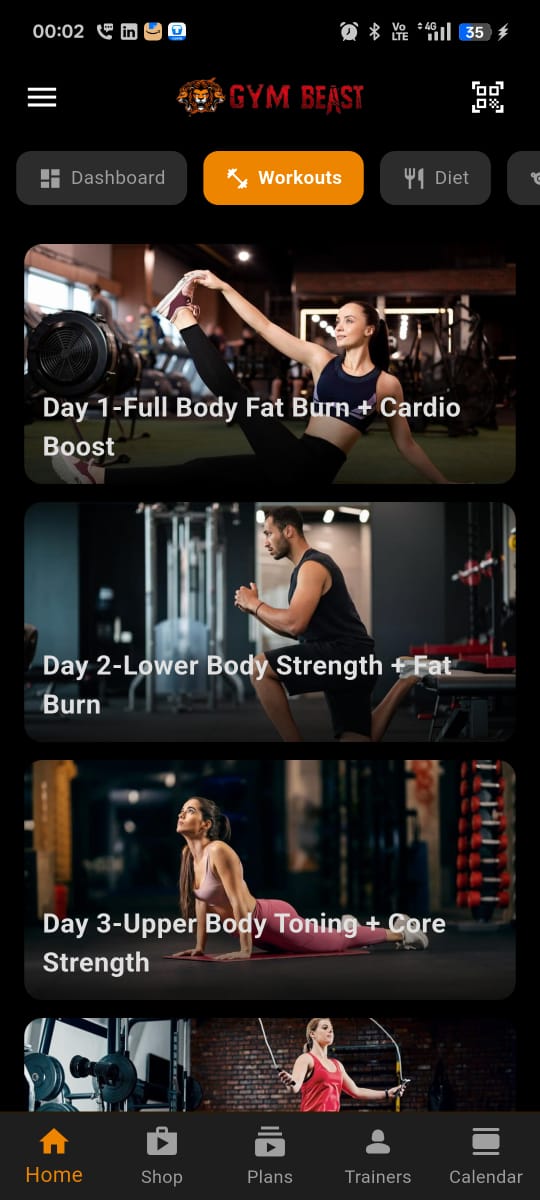 00:02
Vo
LTE
4G
35
GYM BEAST
Dashboard
Workouts
Diet
Day 1-Full Body Fat Burn + Cardio
Boost
Day 2-Lower Body Strength + Fat
Burn
Day 3-Upper Body Toning + Core
Strength
Home
Shop
Plans
Trainers
Calendar